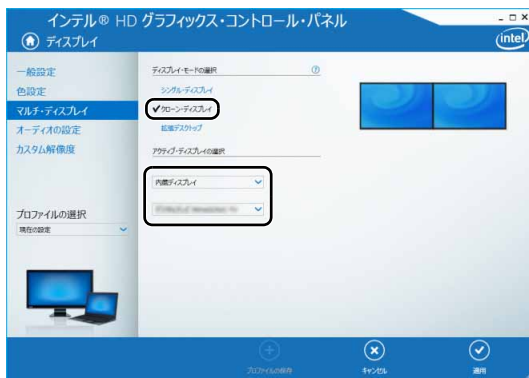 インテル® HD グラフィックス・コントロール・パネル
ディスプレイ
intel
一般設定
色設定
マルチ・ディスプレイ
オーディオの設定
カスタム解像度
プロファイルの選択
現在の設定
ディスプレイ・モードの選択
シングル・ディスプレイ
クローン・ディスプレイ
拡張デスクトップ
アクティブ・ディスプレイの選択
内蔵ディスプレイ
プロファイルの保存
キャンセル
適用